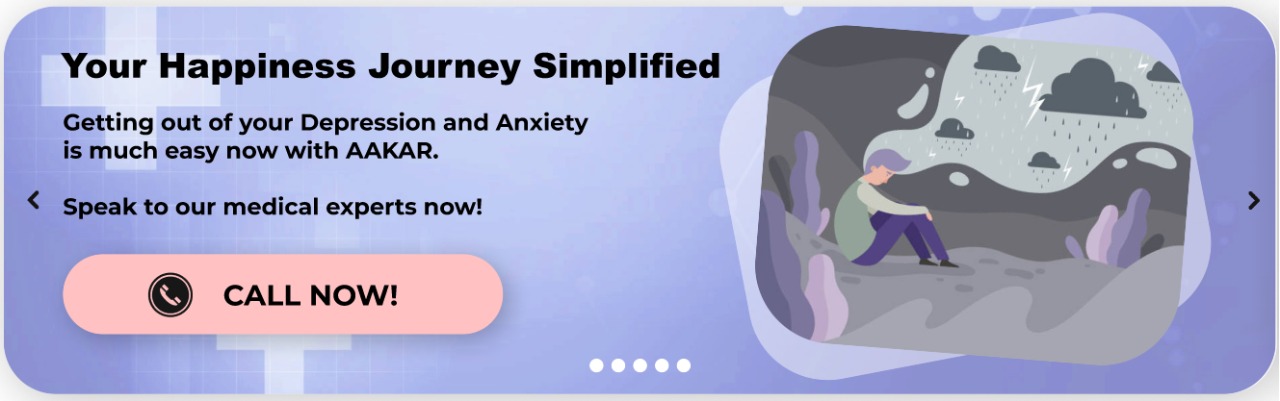 Your Happiness Journey Simplified
Getting out of your Depression and Anxiety
is much easy now with AAKAR.
Speak to our medical experts now!
CALL NOW!